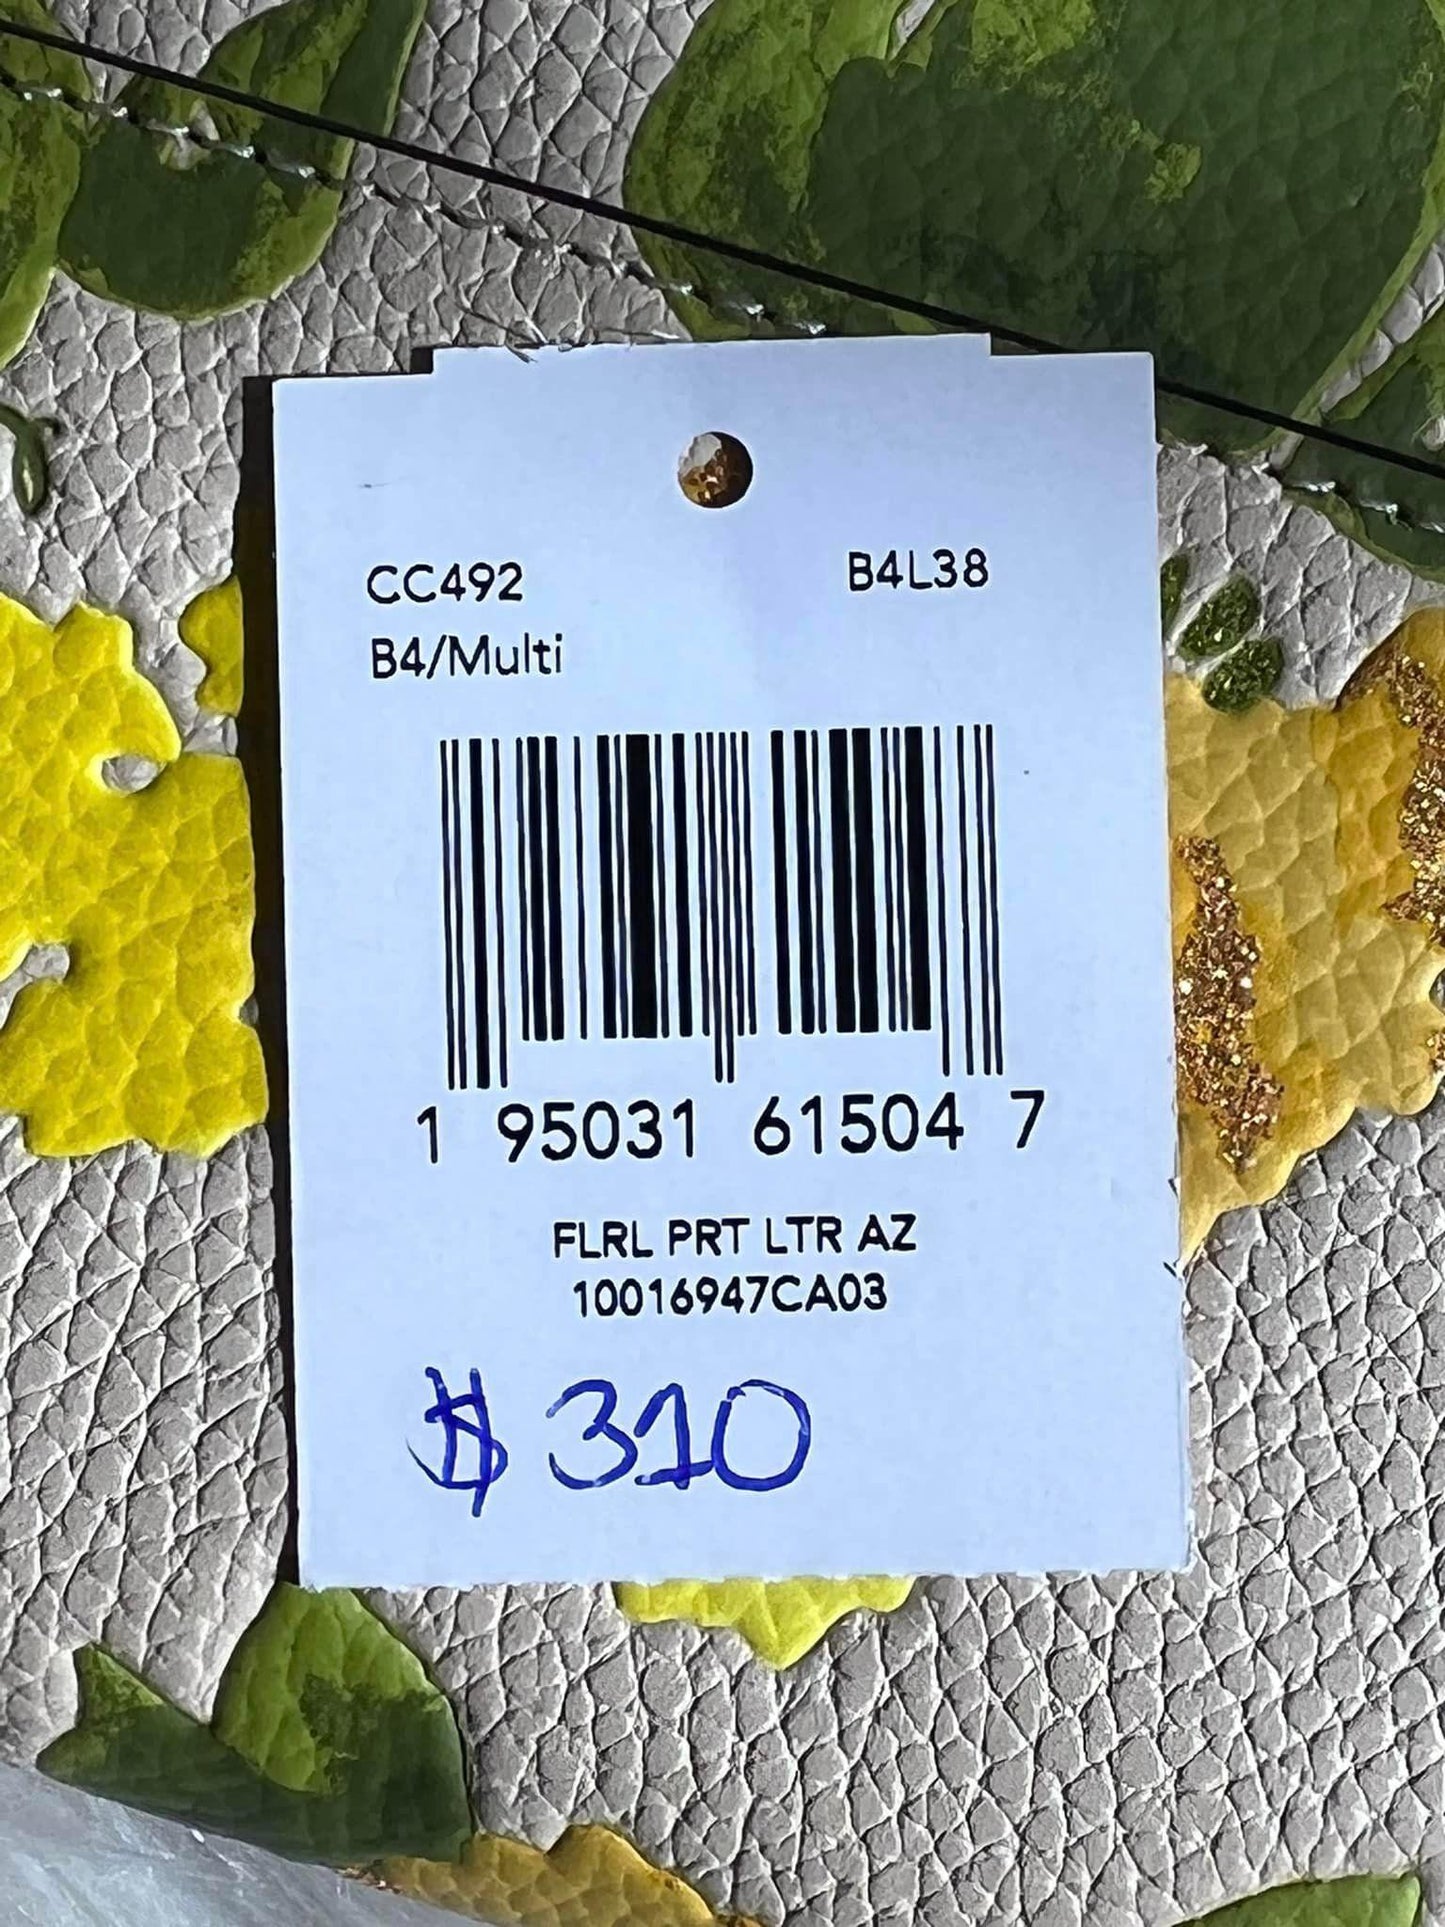 CC492 B4L38
B4/Multi
1 95031 61504 7
FLRL PRT LTR AZ
10016947CA03
$ 310